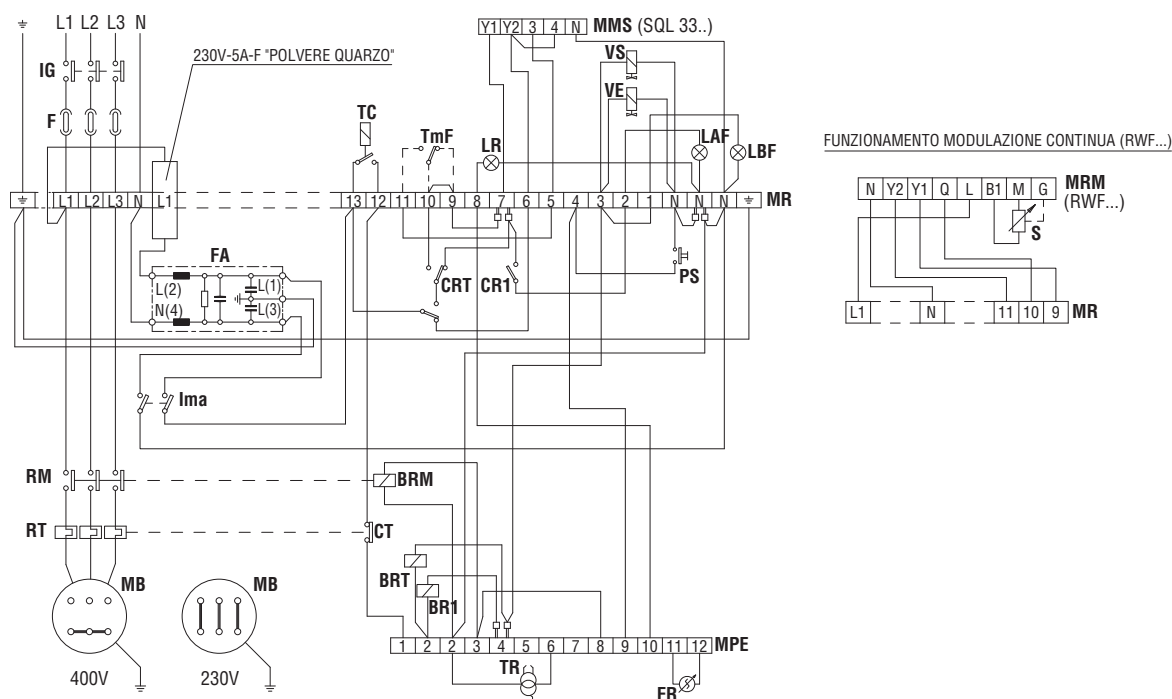 L1 L2 L3 N
Y1 Y2 3 4 N MMS (SQL 33..)
230V-5A-F "POLVERE QUARZO"
IG
VS
VE
F
TC
TmF
LR
LAF
LBF
FUNZIONAMENTO MODULAZIONE CONTINUA (RWF...)
N Y2 Y1 Q L B1 M G MRM
(RWF...)
S
L1 L2 L3 N L1 13 12 11 10 9 8 7 6 5 4 3 2 1 N N N MR
FA
L(2) L(1)
N(4) L(3)
CRT
CR1
PS
L1 N 11 10 9 MR
Ima
RM
BRM
RT
CT
MB
MB
BRT
BR1
1 2 2 3 4 5 6 7 8 9 10 11 12 MPE
400V
230V
TR
FR